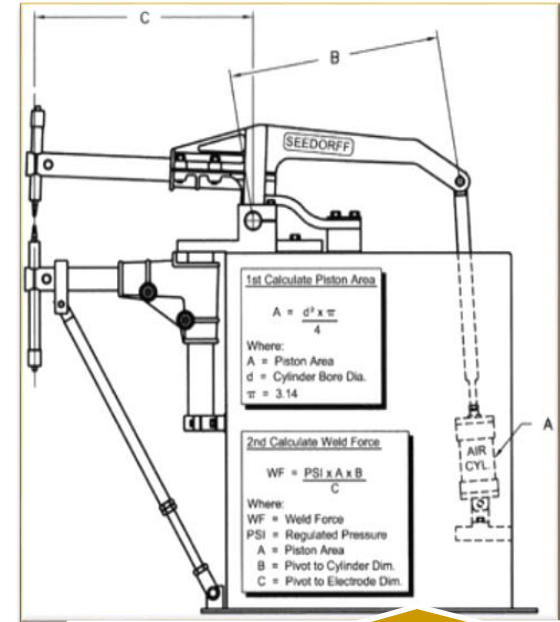 C
B
SEEDORFF
1st Calculate Piston Area
A = d² x π
4
Where:
A = Piston Area
d = Cylinder Bore Dia.
π = 3.14
A
AIR
CYL.
2nd Calculate Weld Force
WF = PSI x A x B
C
Where:
WF = Weld Force
PSI = Regulated Pressure
A = Piston Area
B = Pivot to Cylinder Dim.
C = Pivot to Electrode Dim.